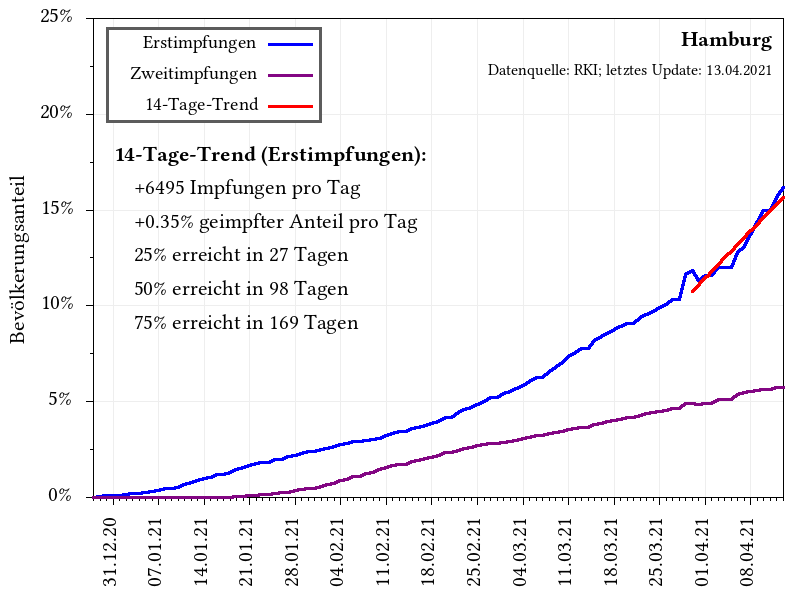 25%
20%
15%
10%
5%
0%
Bevölkerungsanteil
Erstimpfungen
Zweitimpfungen
14-Tage-Trend
Hamburg
Datenquelle: RKI; letztes Update: 13.04.2021
14-Tage-Trend (Erstimpfungen):
+6495 Impfungen pro Tag
+0.35% geimpfter Anteil pro Tag
25% erreicht in 27 Tagen
50% erreicht in 98 Tagen
75% erreicht in 169 Tagen
31.12.20
07.01.21
14.01.21
21.01.21
28.01.21
04.02.21
11.02.21
18.02.21
25.02.21
04.03.21
11.03.21
18.03.21
25.03.21
01.04.21
08.04.21